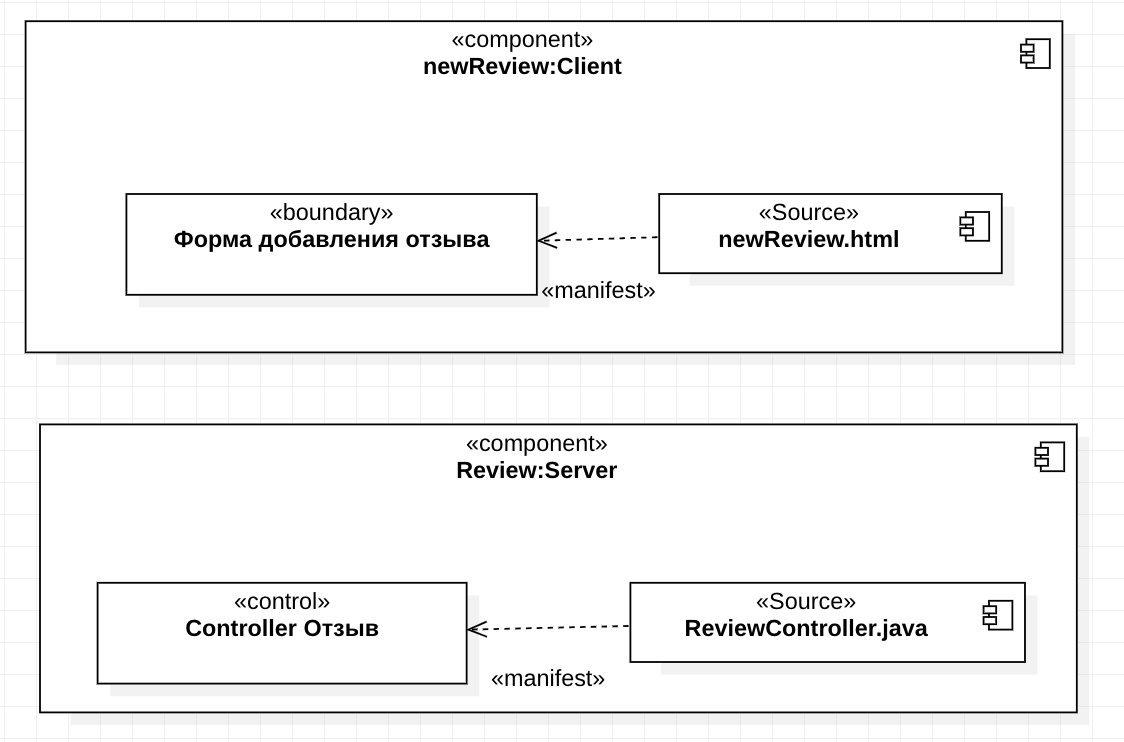 «component»
newReview:Client
«boundary»
Форма добавления отзыва
«Source»
newReview.html
«manifest»
«component»
Review:Server
«control»
Controller Отзыв
«Source»
ReviewController.java
«manifest»